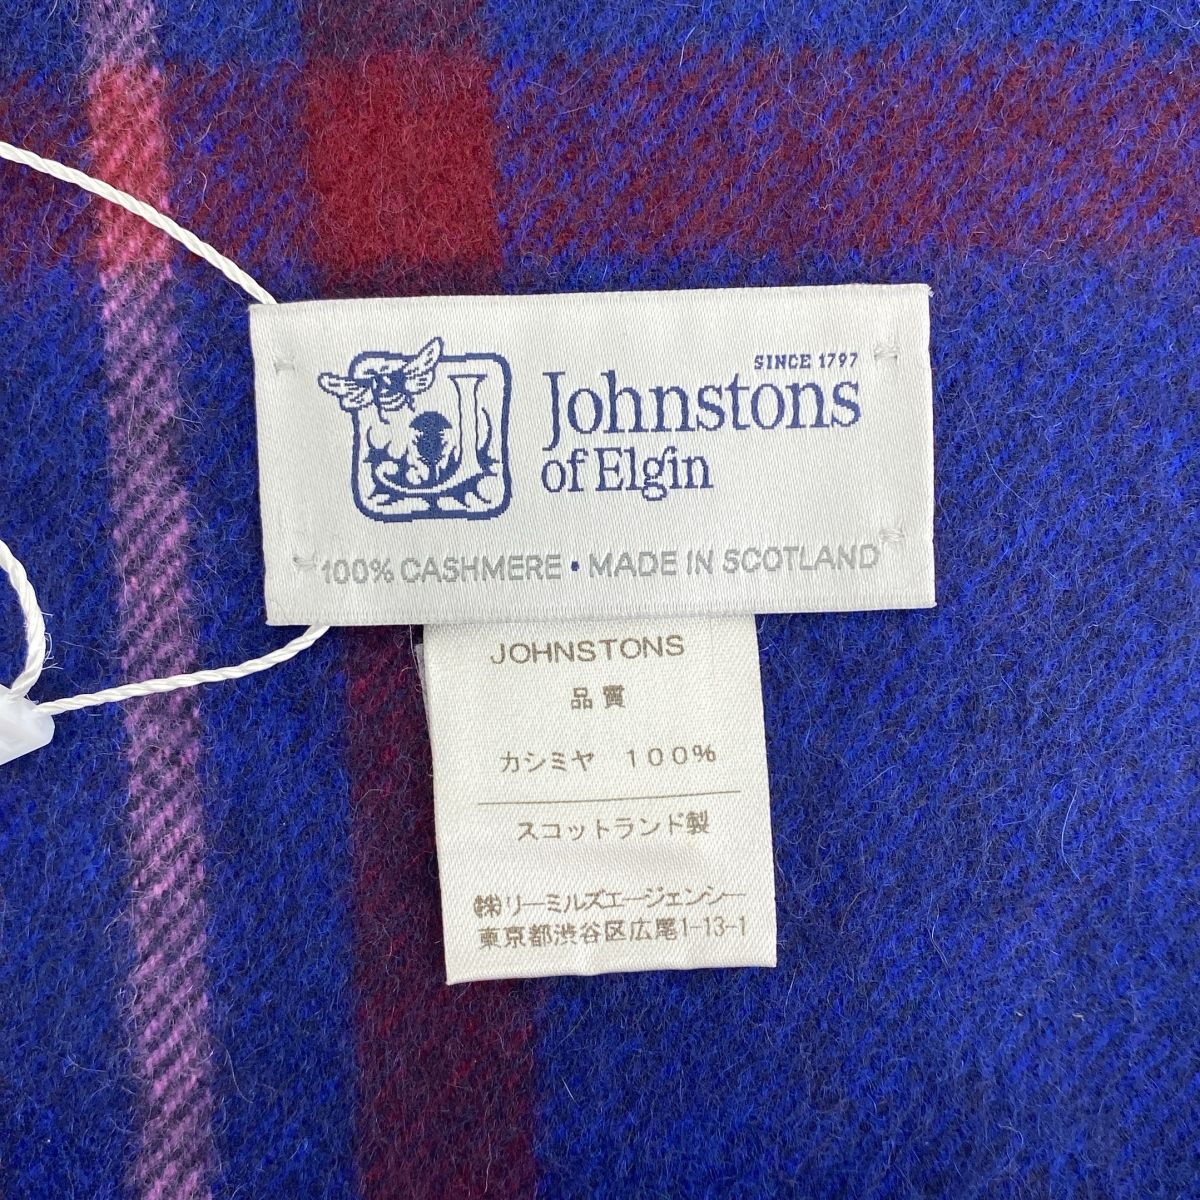 SINCE 1797
Johnstons
of Elgin
100% CASHMERE • MADE IN SCOTLAND
JOHNSTONS
品質
カシミヤ 100%
スコットランド製
㈱リーミルズエージェンシー
東京都渋谷区広尾1-13-1